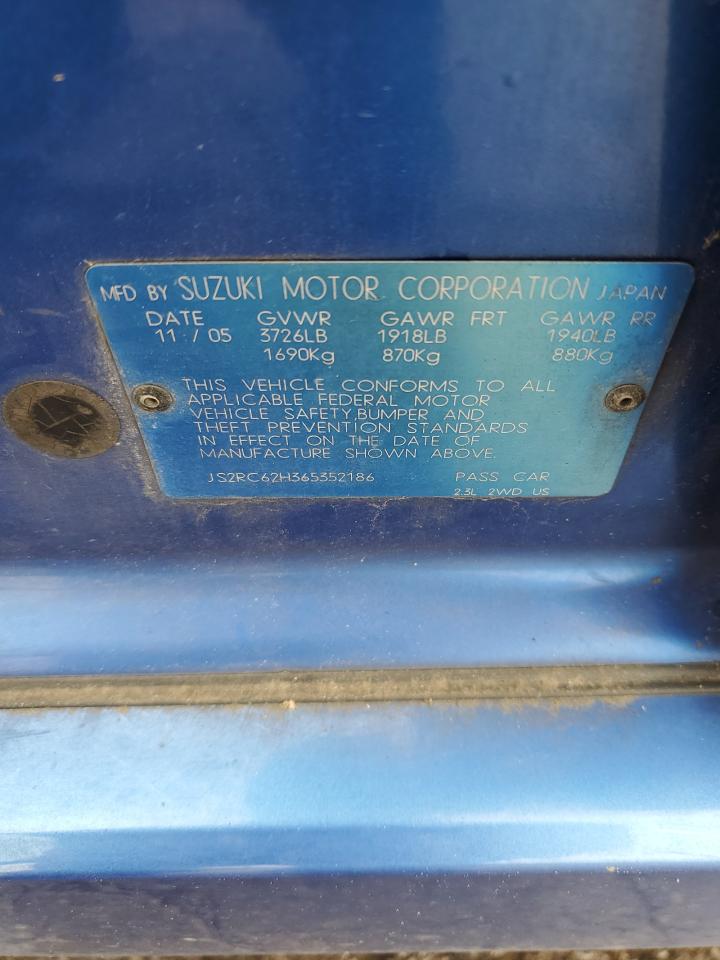 MFD BY SUZUKI MOTOR CORPORATION JAPAN
DATE GVWR GAWR FRT GAWR RR
11 / 05 3726LB 1918LB 1940LB
1690Kg 870Kg 880Kg
THIS VEHICLE CONFORMS TO ALL
APPLICABLE FEDERAL MOTOR
VEHICLE SAFETY,BUMPER AND
THEFT PREVENTION STANDARDS
IN EFFECT ON THE DATE OF
MANUFACTURE SHOWN ABOVE.
JS2RC62H365352186 PASS CAR
2.3L 2WD US